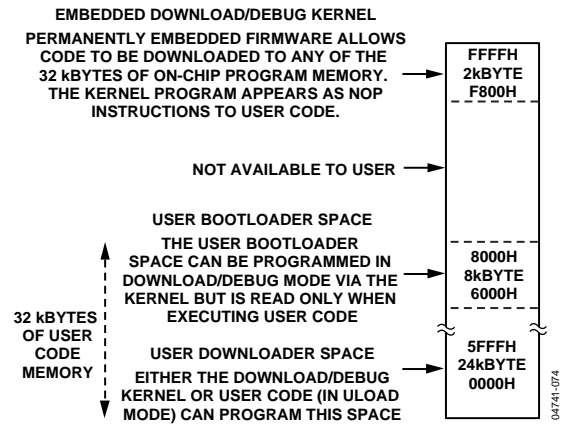 EMBEDDED DOWNLOAD/DEBUG KERNEL
PERMANENTLY EMBEDDED FIRMWARE ALLOWS
CODE TO BE DOWNLOADED TO ANY OF THE
32 kBYTES OF ON-CHIP PROGRAM MEMORY.
THE KERNEL PROGRAM APPEARS AS NOP
INSTRUCTIONS TO USER CODE.
FFFFH
2kBYTE
F800H
NOT AVAILABLE TO USER
USER BOOTLOADER SPACE
THE USER BOOTLOADER
SPACE CAN BE PROGRAMMED IN
DOWNLOAD/DEBUG MODE VIA THE
KERNEL BUT IS READ ONLY WHEN
EXECUTING USER CODE
8000H
8kBYTE
6000H
32 kBYTES
OF USER
CODE
MEMORY
USER DOWNLOADER SPACE
EITHER THE DOWNLOAD/DEBUG
KERNEL OR USER CODE (IN ULOAD
MODE) CAN PROGRAM THIS SPACE
5FFFH
24kBYTE
0000H
04741-074